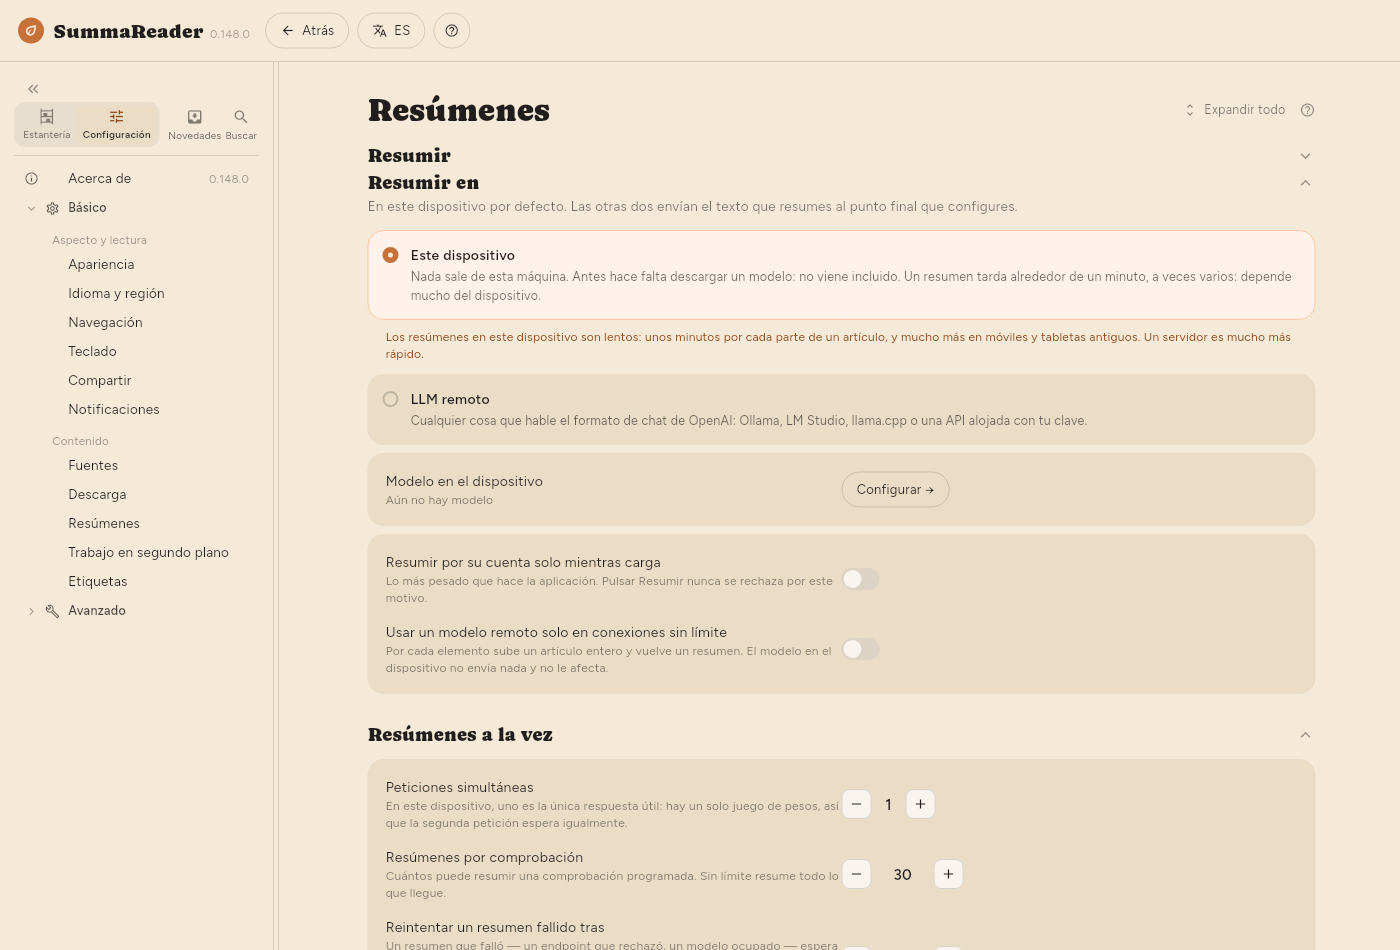 SummaReader 0.148.0 Atrás ES
Estantería Configuración Novedades Buscar
Acerca de 0.148.0
Básico
Aspecto y lectura
Apariencia
Idioma y región
Navegación
Teclado
Compartir
Notificaciones
Contenido
Fuentes
Descarga
Resúmenes
Trabajo en segundo plano
Etiquetas
Avanzado
Resúmenes
Expandir todo
Resumir
Resumir en
En este dispositivo por defecto. Las otras dos envían el texto que resumes al punto final que configures.
Este dispositivo
Nada sale de esta máquina. Antes hace falta descargar un modelo: no viene incluido. Un resumen tarda alrededor de un minuto, a veces varios: depende
mucho del dispositivo.
Los resúmenes en este dispositivo son lentos: unos minutos por cada parte de un artículo, y mucho más en móviles y tabletas antiguos. Un servidor es mucho más
rápido.
LLM remoto
Cualquier cosa que hable el formato de chat de OpenAI: Ollama, LM Studio, llama.cpp o una API alojada con tu clave.
Modelo en el dispositivo
Aún no hay modelo
Configurar →
Resumir por su cuenta solo mientras carga
Lo más pesado que hace la aplicación. Pulsar Resumir nunca se rechaza por este
motivo.
Usar un modelo remoto solo en conexiones sin límite
Por cada elemento sube un artículo entero y vuelve un resumen. El modelo en el
dispositivo no envía nada y no le afecta.
Resúmenes a la vez
Peticiones simultáneas
En este dispositivo, uno es la única respuesta útil: hay un solo juego de pesos, así
que la segunda petición espera igualmente.
− 1 +
Resúmenes por comprobación
Cuántos puede resumir una comprobación programada. Sin límite resume todo lo
que llegue.
− 30 +
Reintentar un resumen fallido tras
Un resumen que falló — un endpoint que rechazó, un modelo ocupado — espera